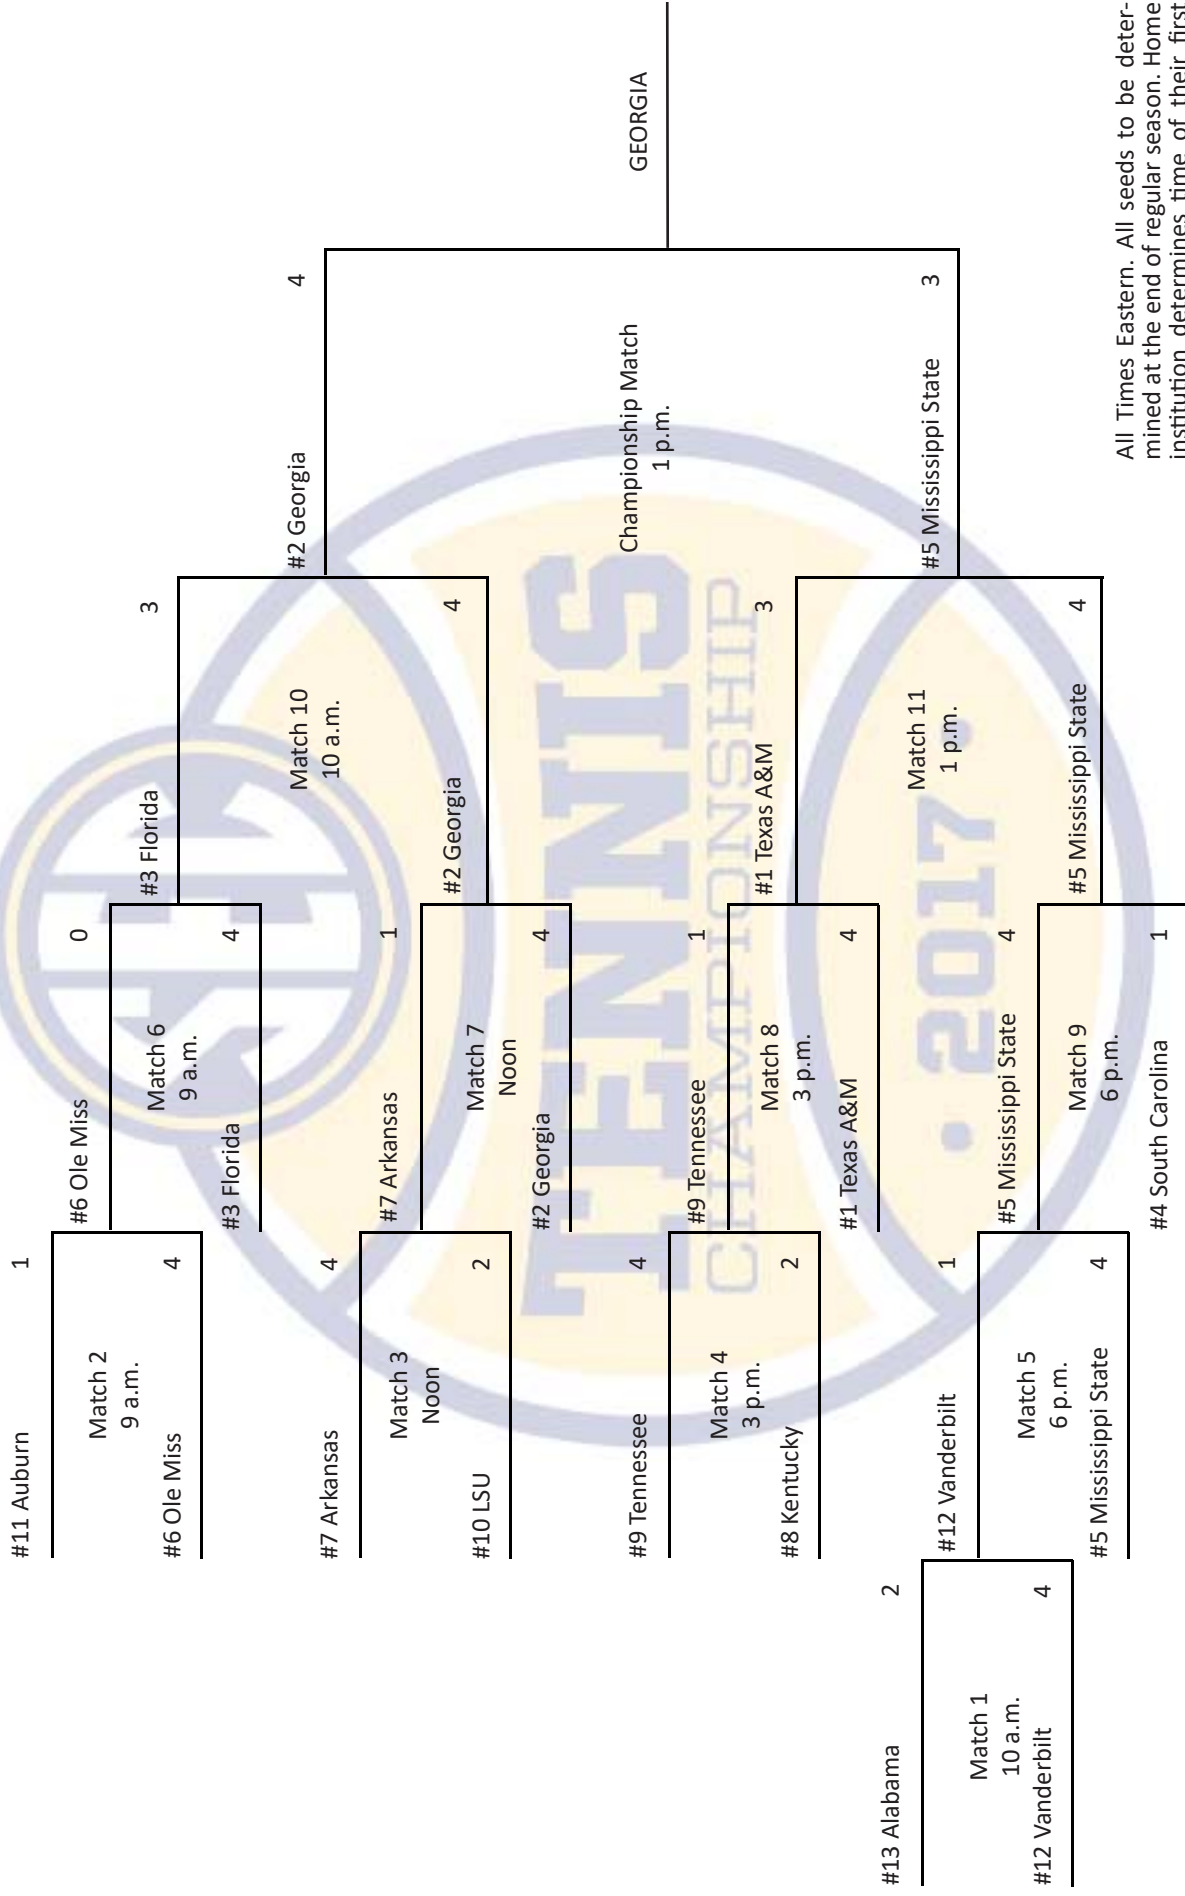 #13 Alabama
2
Match 1
10 a.m.
#12 Vanderbilt
4
#11 Auburn
1
Match 2
9 a.m.
#6 Ole Miss
4
#7 Arkansas
4
Match 3
Noon
#10 LSU
2
#9 Tennessee
4
Match 4
3 p.m.
#8 Kentucky
2
#12 Vanderbilt
1
Match 5
6 p.m.
#5 Mississippi State
4
#6 Ole Miss
0
Match 6
9 a.m.
#3 Florida
4
#7 Arkansas
1
Match 7
Noon
#2 Georgia
4
#9 Tennessee
1
Match 8
3 p.m.
#1 Texas A&M
4
#5 Mississippi State
4
Match 9
6 p.m.
#4 South Carolina
1
#3 Florida
3
Match 10
10 a.m.
#2 Georgia
4
#1 Texas A&M
3
Match 11
1 p.m.
#5 Mississippi State
4
#2 Georgia
4
Championship Match
1 p.m.
#5 Mississippi State
3
GEORGIA
SEC
TENNIS
CHAMPIONSHIP
• 2017 •
All Times Eastern. All seeds to be deter-
mined at the end of regular season. Home
institution determines time of their first